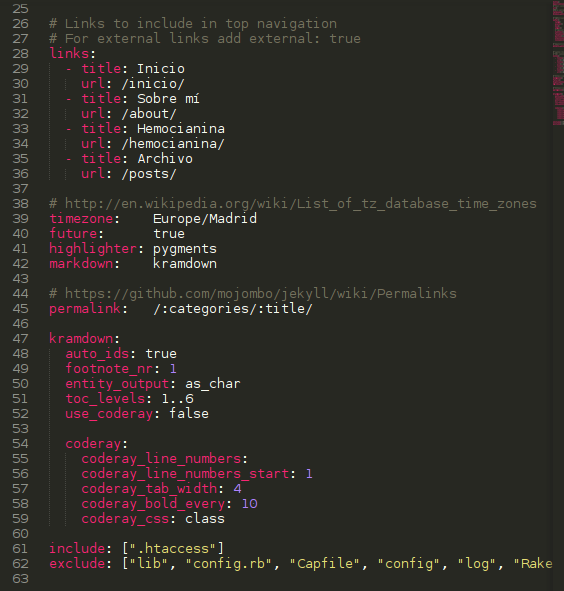 25
26 # Links to include in top navigation
27 # For external links add external: true
28 links:
29   - title: Inicio
30     url: /inicio/
31   - title: Sobre mí
32     url: /about/
33   - title: Hemocianina
34     url: /hemocianina/
35   - title: Archivo
36     url: /posts/
37
38 # http://en.wikipedia.org/wiki/List_of_tz_database_time_zones
39 timezone:    Europe/Madrid
40 future:      true
41 highlighter: pygments
42 markdown:    kramdown
43
44 # https://github.com/mojombo/jekyll/wiki/Permalinks
45 permalink:   /:categories/:title/
46
47 kramdown:
48   auto_ids: true
49   footnote_nr: 1
50   entity_output: as_char
51   toc_levels: 1..6
52   use_coderay: false
53
54   coderay:
55     coderay_line_numbers:
56     coderay_line_numbers_start: 1
57     coderay_tab_width: 4
58     coderay_bold_every: 10
59     coderay_css: class
60
61 include: [".htaccess"]
62 exclude: ["lib", "config.rb", "Capfile", "config", "log", "Rake
63